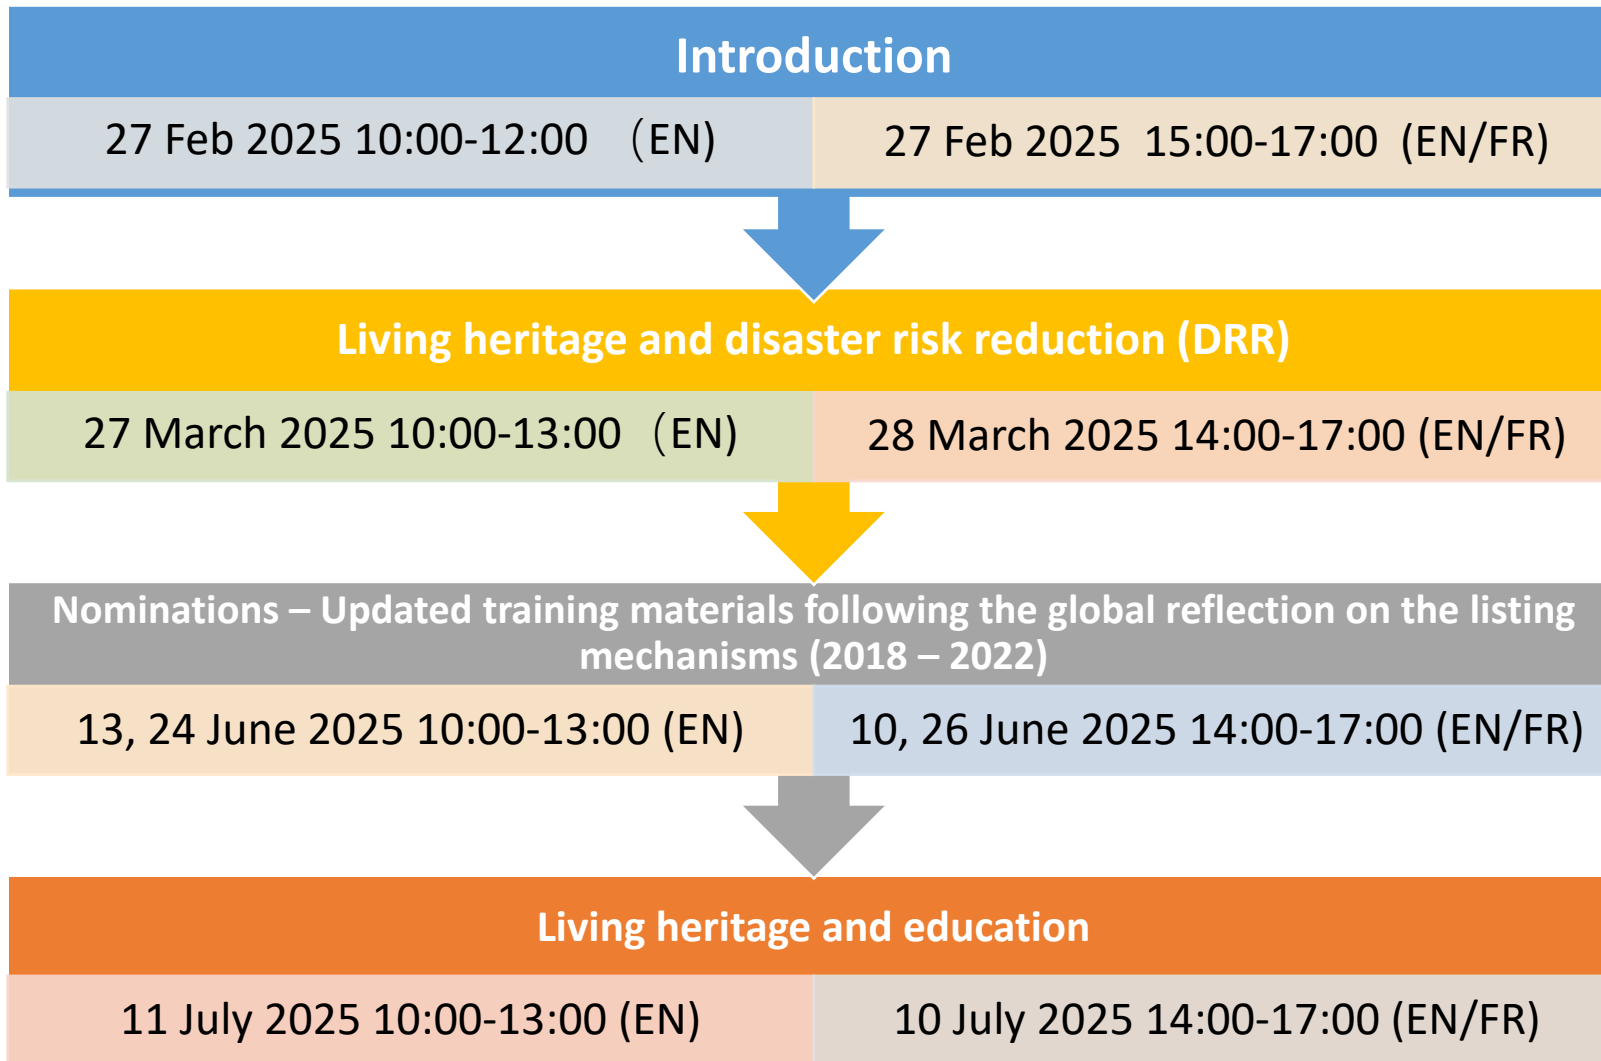 Introduction
27 Feb 2025 10:00-12:00 （EN)
27 Feb 2025 15:00-17:00 (EN/FR)
Living heritage and disaster risk reduction (DRR)
27 March 2025 10:00-13:00（EN)
28 March 2025 14:00-17:00 (EN/FR)
Nominations – Updated training materials following the global reflection on the listing
mechanisms (2018 – 2022)
13, 24 June 2025 10:00-13:00 (EN)
10, 26 June 2025 14:00-17:00 (EN/FR)
Living heritage and education
11 July 2025 10:00-13:00 (EN)
10 July 2025 14:00-17:00 (EN/FR)